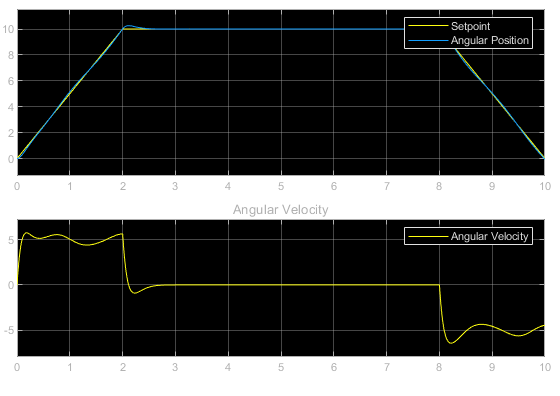 10
8
6
4
2
0
Setpoint
Angular Position
0 1 2 3 4 5 6 7 8 9 10
Angular Velocity
5
0
-5
Angular Velocity
0 1 2 3 4 5 6 7 8 9 10